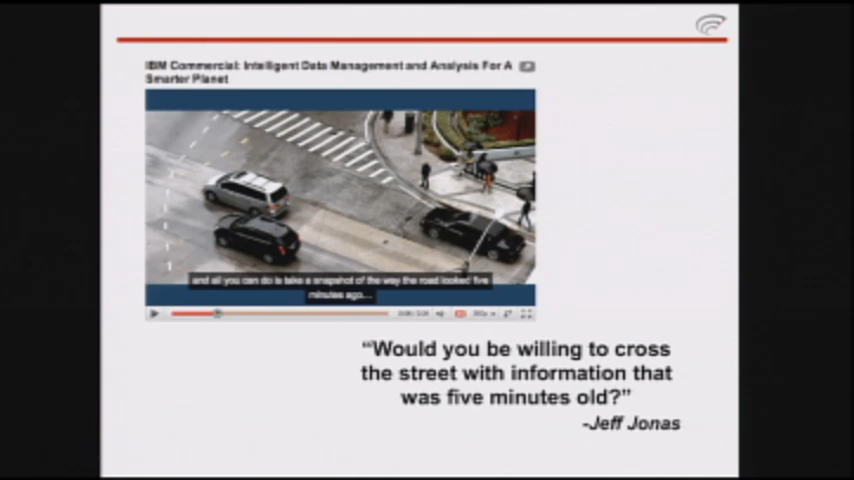 IBM Commercial: Intelligent Data Management and Analysis For A
Smarter Planet
and all you can do is take a snapshot of the way the road looked five
minutes ago...
“Would you be willing to cross
the street with information that
was five minutes old?”
-Jeff Jonas